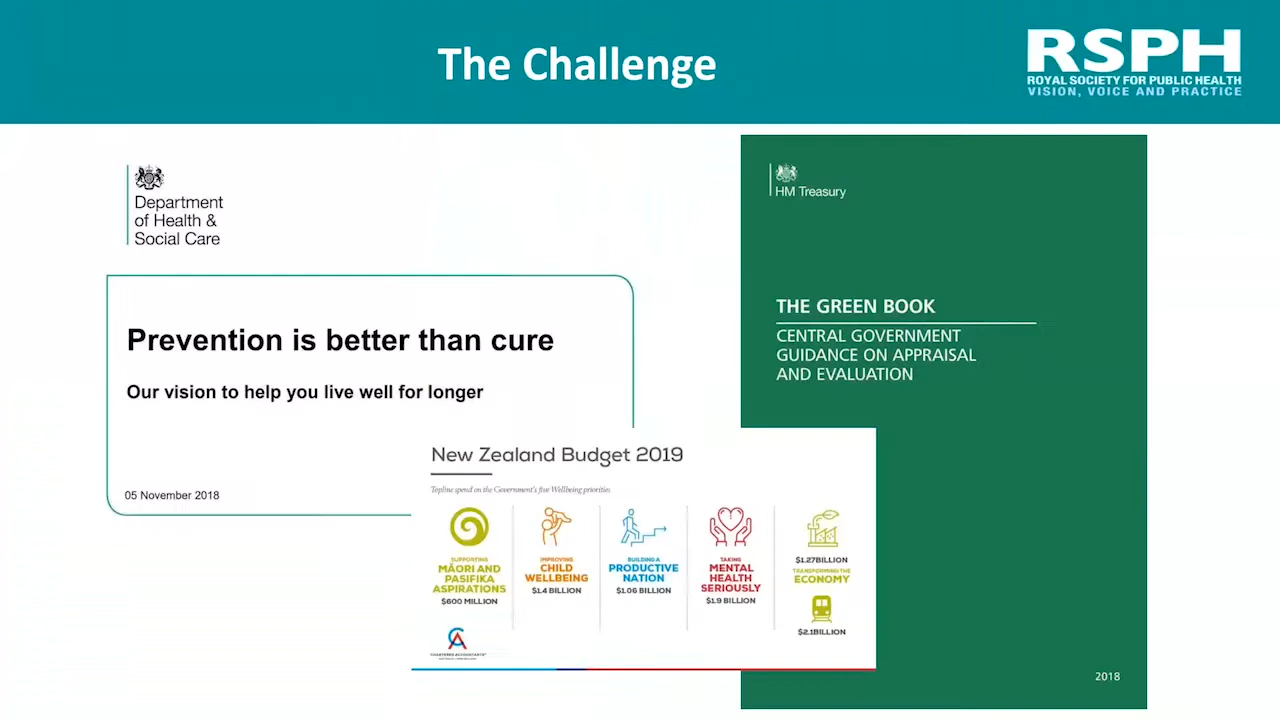 The Challenge
RSPH
ROYAL SOCIETY FOR PUBLIC HEALTH
VISION, VOICE AND PRACTICE
Department
of Health &
Social Care
Prevention is better than cure
Our vision to help you live well for longer
05 November 2018
HM Treasury
THE GREEN BOOK
CENTRAL GOVERNMENT
GUIDANCE ON APPRAISAL
AND EVALUATION
2018
New Zealand Budget 2019
Topline spend on the Government's five Wellbeing priorities
SUPPORTING
MĀORI AND
PASIFIKA
ASPIRATIONS
$600 MILLION
IMPROVING
CHILD
WELLBEING
$1.4 BILLION
BUILDING A
PRODUCTIVE
NATION
$1.06 BILLION
TAKING
MENTAL
HEALTH
SERIOUSLY
$1.9 BILLION
$1.27BILLION
TRANSFORMING THE
ECONOMY
$2.1BILLION
CA
CHARTERED ACCOUNTANTS